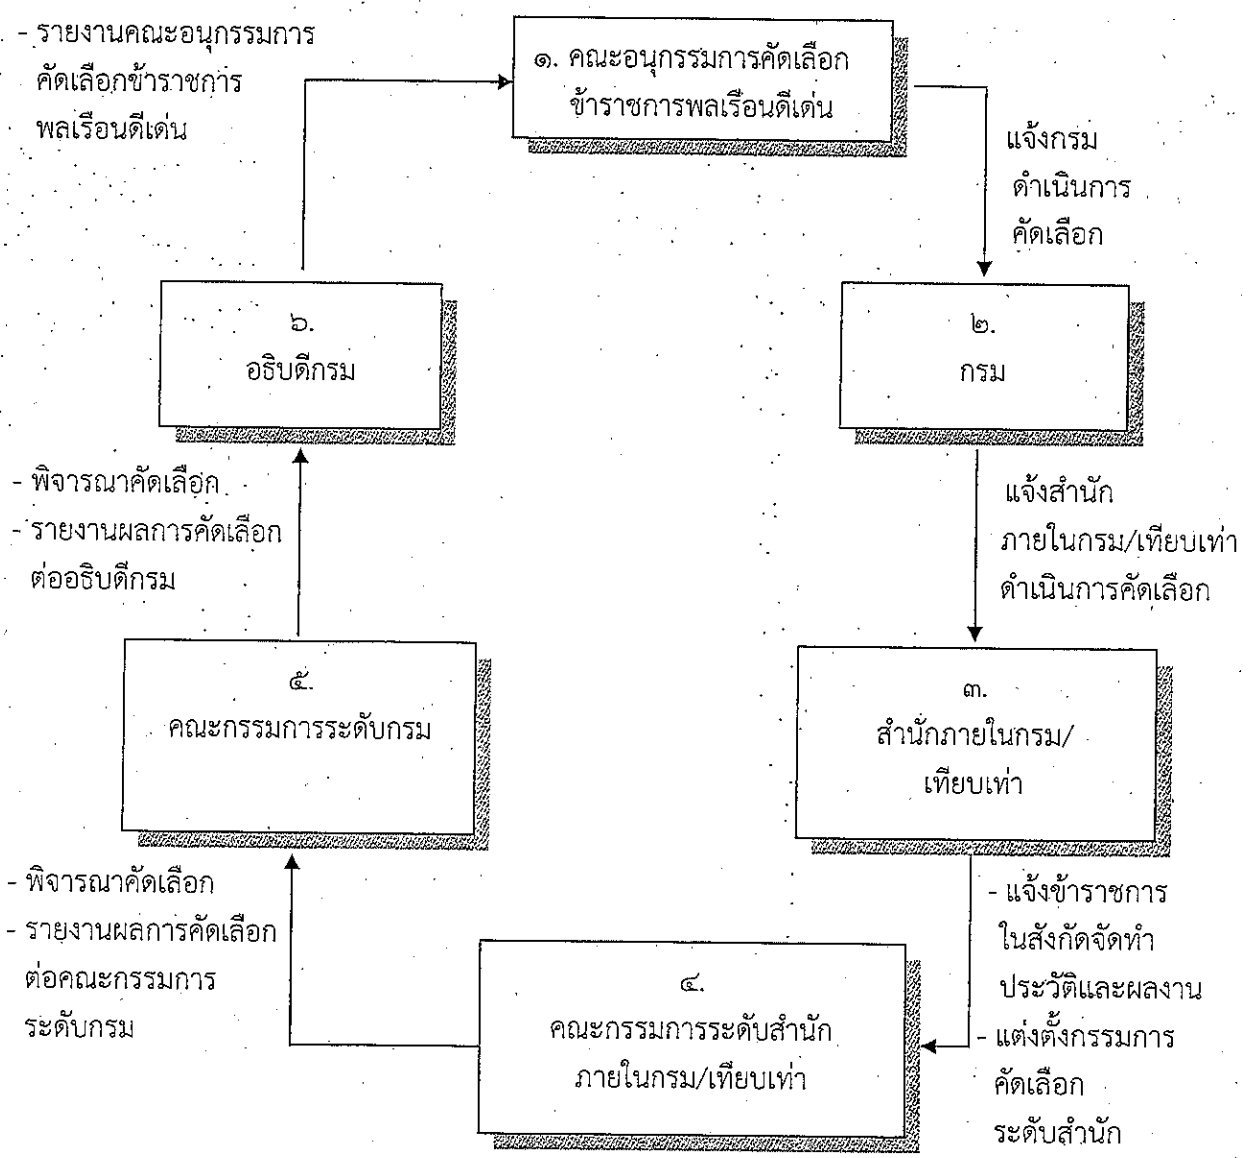 - รายงานคณะอนุกรรมการ
คัดเลือกข้าราชการ
พลเรือนดีเด่น
๑. คณะอนุกรรมการคัดเลือก
ข้าราชการพลเรือนดีเด่น
แจ้งกรม
ดำเนินการ
คัดเลือก
๖.
อธิบดีกรม
๒.
กรม
- พิจารณาคัดเลือก
- รายงานผลการคัดเลือก
ต่ออธิบดีกรม
แจ้งสำนัก
ภายในกรม/เทียบเท่า
ดำเนินการคัดเลือก
๕.
คณะกรรมการระดับกรม
๓.
สำนักภายในกรม/
เทียบเท่า
- พิจารณาคัดเลือก
- รายงานผลการคัดเลือก
ต่อคณะกรรมการ
ระดับกรม
๔.
คณะกรรมการระดับสำนัก
ภายในกรม/เทียบเท่า
- แจ้งข้าราชการ
ในสังกัดจัดทำ
ประวัติและผลงาน
- แต่งตั้งกรรมการ
คัดเลือก
ระดับสำนัก